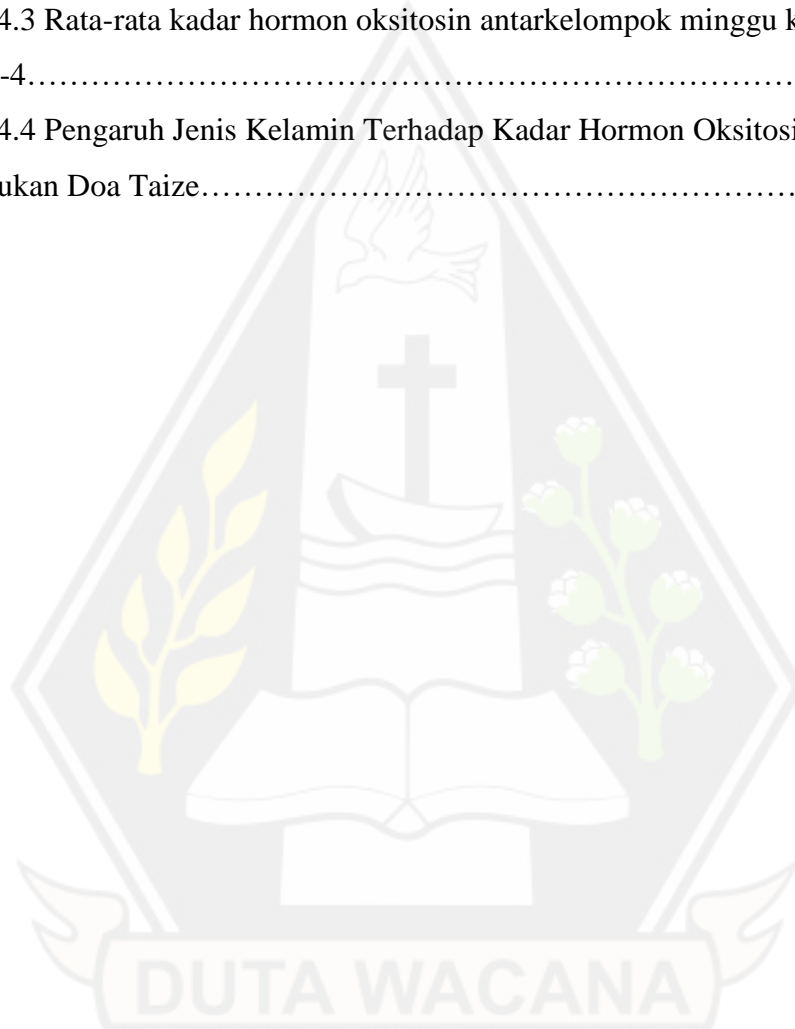 4.3 Rata-rata kadar hormon oksitosin antarkelompok minggu k
-4……………………………………………………………
4.4 Pengaruh Jenis Kelamin Terhadap Kadar Hormon Oksitosi
ukan Doa Taize………………………………………………
DUTA WACANA